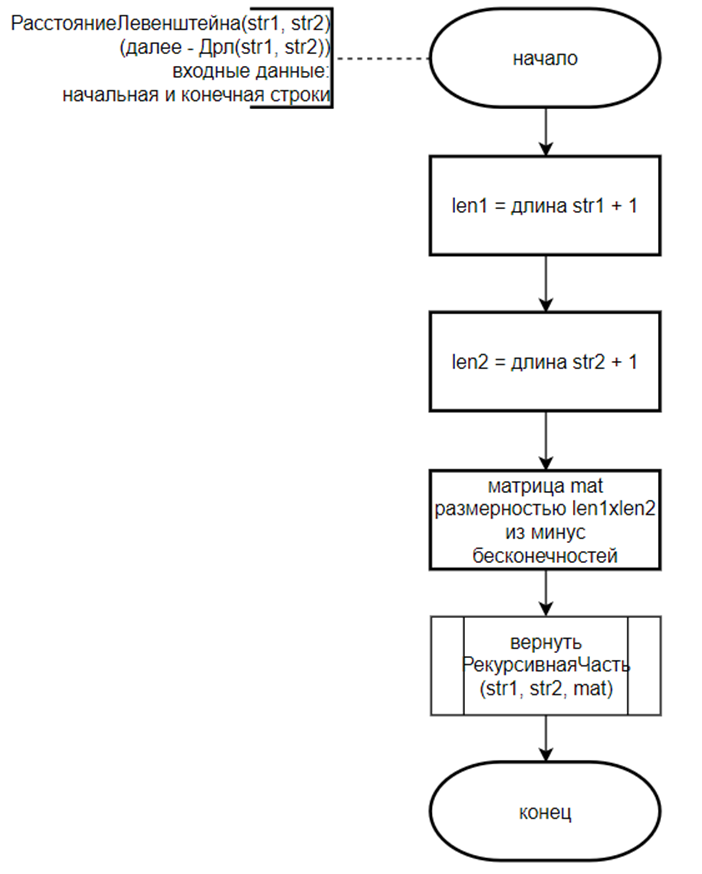 РасстояниеЛевенштейна(str1, str2)
(далее - Дрл(str1, str2))
входные данные:
начальная и конечная строки
начало
len1 = длина str1 + 1
len2 = длина str2 + 1
матрица mat
размерностью len1xlen2
из минус
бесконечностей
вернуть
РекурсивнаяЧасть
(str1, str2, mat)
конец